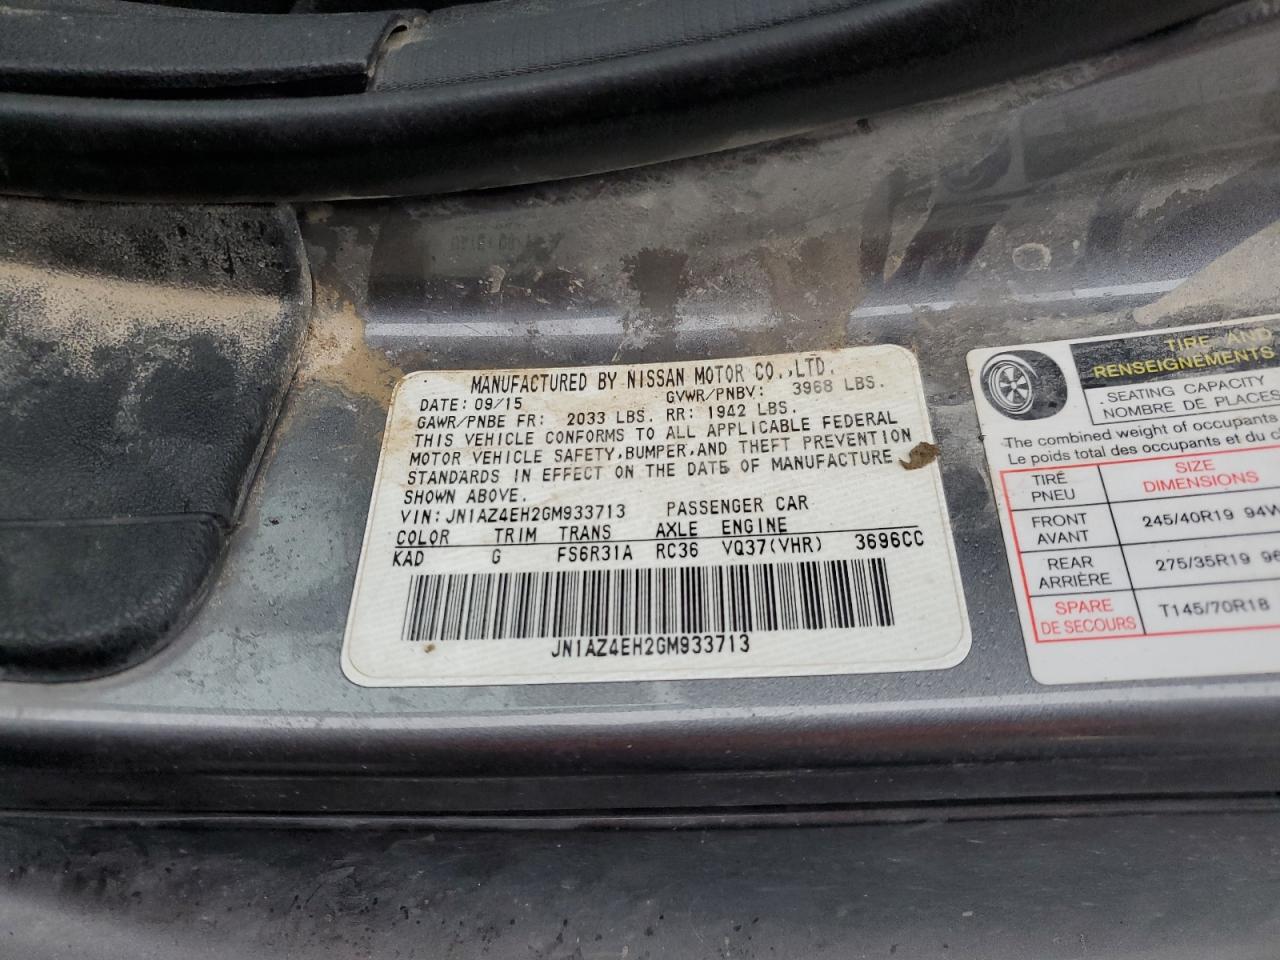 MANUFACTURED BY NISSAN MOTOR CO.,LTD.
DATE: 09/15 GVWR/PNBV: 3968 LBS.
GAWR/PNBE FR: 2033 LBS. RR: 1942 LBS.
THIS VEHICLE CONFORMS TO ALL APPLICABLE FEDERAL
MOTOR VEHICLE SAFETY,BUMPER,AND THEFT PREVENTION
STANDARDS IN EFFECT ON THE DATE OF MANUFACTURE
SHOWN ABOVE.
VIN: JN1AZ4EH2GM933713 PASSENGER CAR
COLOR TRIM TRANS AXLE ENGINE
KAD G FS6R31A RC36 VQ37(VHR) 3696CC
JN1AZ4EH2GM933713
TIRE AND
RENSEIGNEMENTS
SEATING CAPACITY
NOMBRE DE PLACES
The combined weight of occupants
Le poids total des occupants et du
TIRE SIZE
PNEU DIMENSIONS
FRONT 245/40R19 94W
AVANT
REAR 275/35R19
ARRIÈRE
SPARE T145/70R18
DE SECOURS